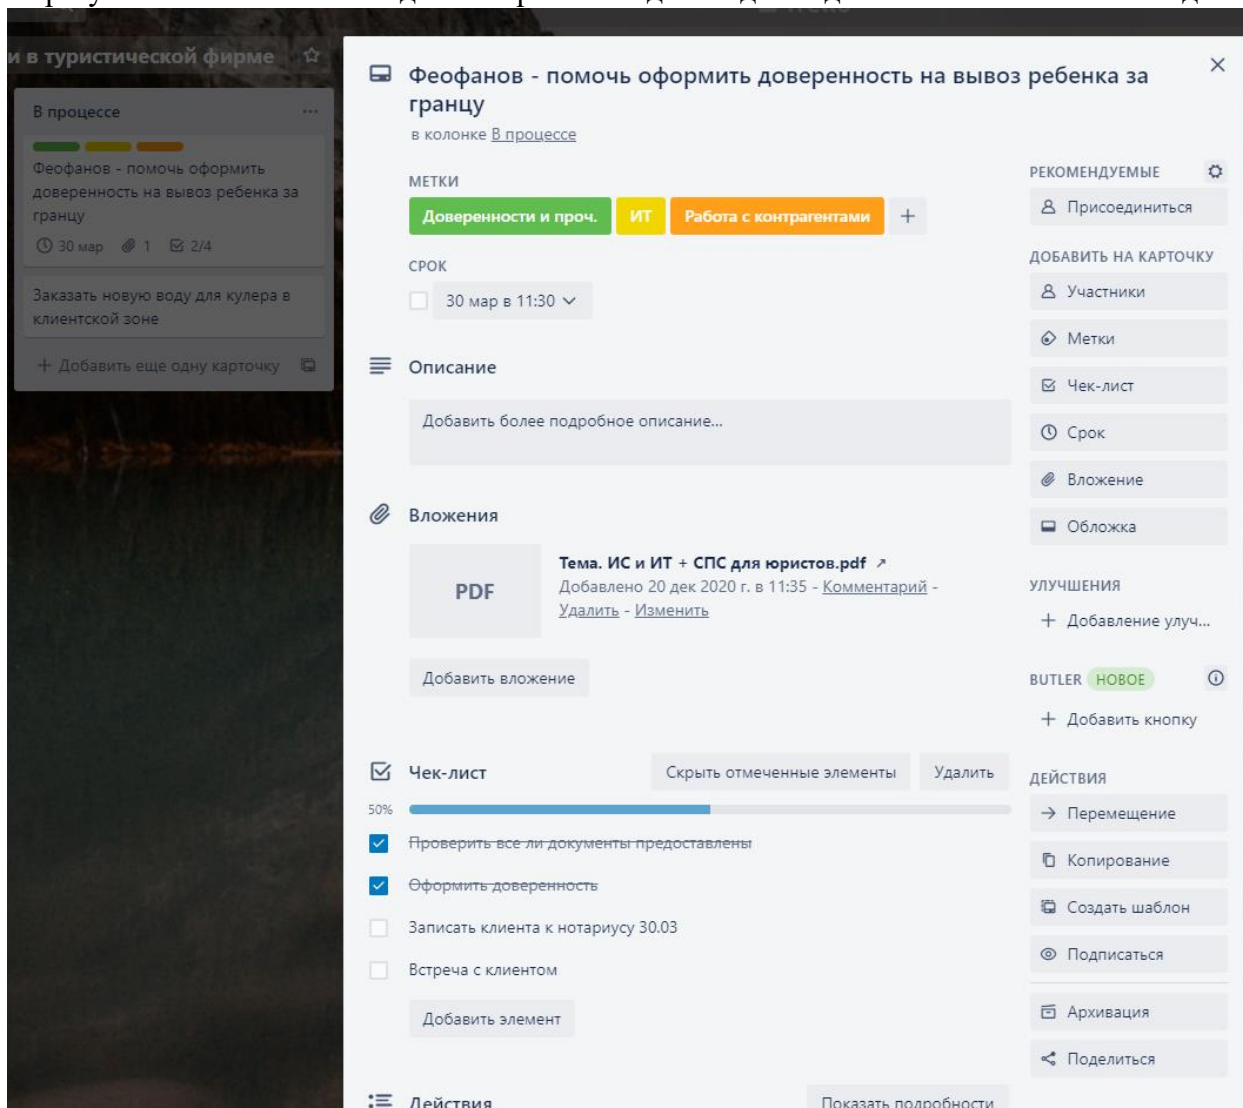 и в туристической фирме
В процессе
Феофанов - помочь оформить
доверенность на вывоз ребенка за
гранцу
30 мар 1 2/4
Заказать новую воду для кулера в
клиентской зоне
+ Добавить еще одну карточку
Феофанов - помочь оформить доверенность на вывоз ребенка за
гранцу
в колонке В процессе
МЕТКИ
Доверенности и проч. ИТ Работа с контрагентами +
СРОК
30 мар в 11:30
Описание
Добавить более подробное описание...
Вложения
PDF
Тема. ИС и ИТ + СПС для юристов.pdf ↗
Добавлено 20 дек 2020 г. в 11:35 - Комментарий -
Удалить - Изменить
Добавить вложение
Чек-лист Скрыть отмеченные элементы Удалить
50%
Проверить все ли документы предоставлены
Оформить доверенность
Записать клиента к нотариусу 30.03
Встреча с клиентом
Добавить элемент
Действия Показать подробности
РЕКОМЕНДУЕМЫЕ
Присоединиться
ДОБАВИТЬ НА КАРТОЧКУ
Участники
Метки
Чек-лист
Срок
Вложение
Обложка
УЛУЧШЕНИЯ
+ Добавление улуч...
BUTLER НОВОЕ
+ Добавить кнопку
ДЕЙСТВИЯ
→ Перемещение
Копирование
Создать шаблон
Подписаться
Архивация
Поделиться